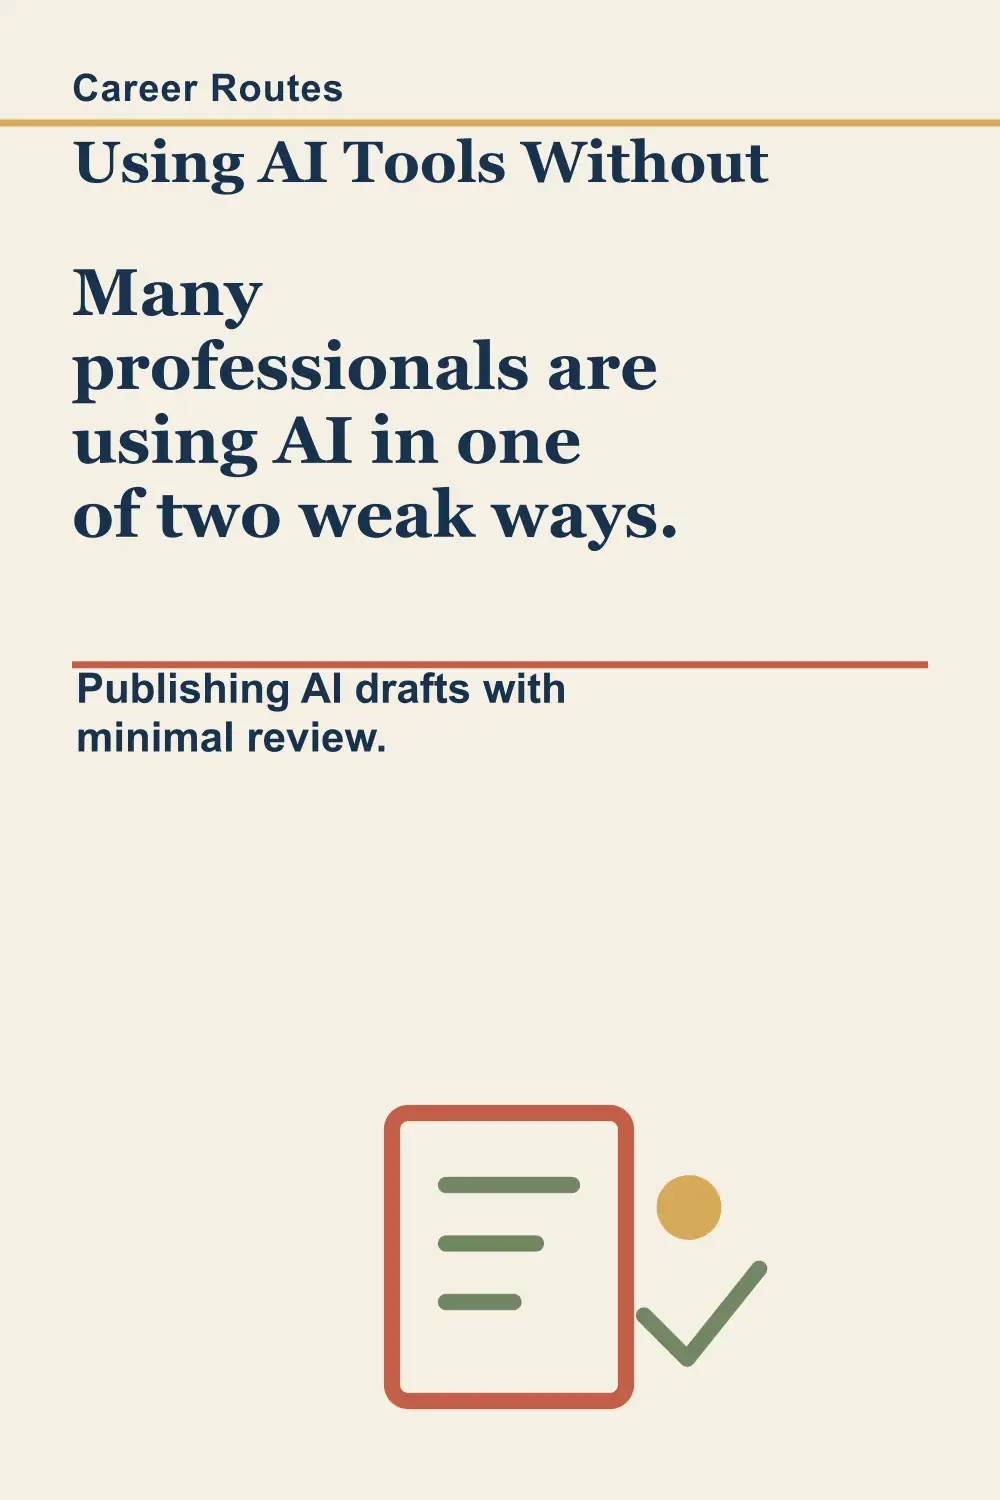 Career Routes
Using AI Tools Without
Many
professionals are
using AI in one
of two weak ways.
Publishing AI drafts with
minimal review.